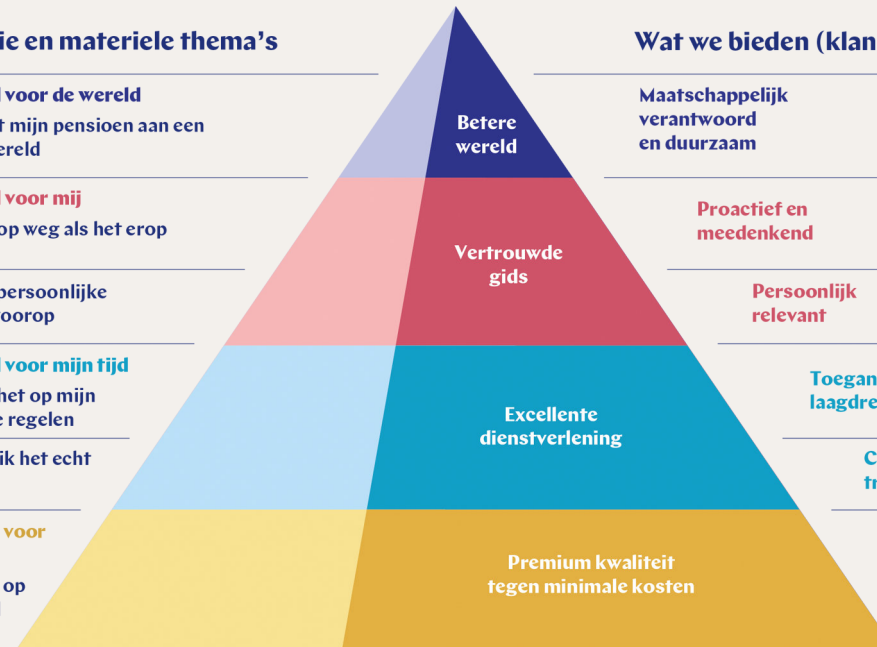 ie en materiele thema's
voor de wereld
t mijn pensioen aan een
ereld
voor mij
op weg als het erop
persoonlijke
oorop
voor mijn tijd
het op mijn
e regelen
ik het echt
voor
op
Betere
wereld
Vertrouwde
gids
Excellente
dienstverlening
Premium kwaliteit
tegen minimale kosten
Wat we bieden (klan
Maatschappelijk
verantwoord
en duurzaam
Proactief en
meedenkend
Persoonlijk
relevant
Toegan
laagdre
C
tr